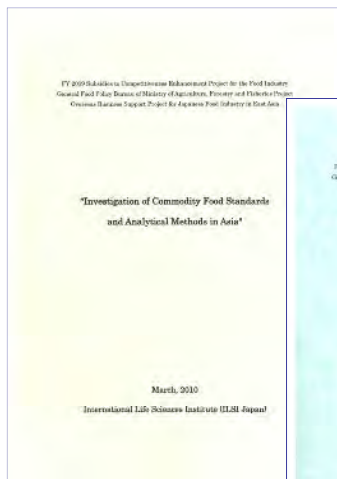 FY 2009 Subsidies to Competitiveness Enhancement Project for the Food Industry
General Food Policy Bureau of Ministry of Agriculture, Forestry and Fisheries Project
Overseas Business Support Project for Japanese Food Industry in East Asia
"Investigation of Commodity Food Standards
and Analytical Methods in Asia"
March, 2010
International Life Sciences Institute (ILSI Japan)